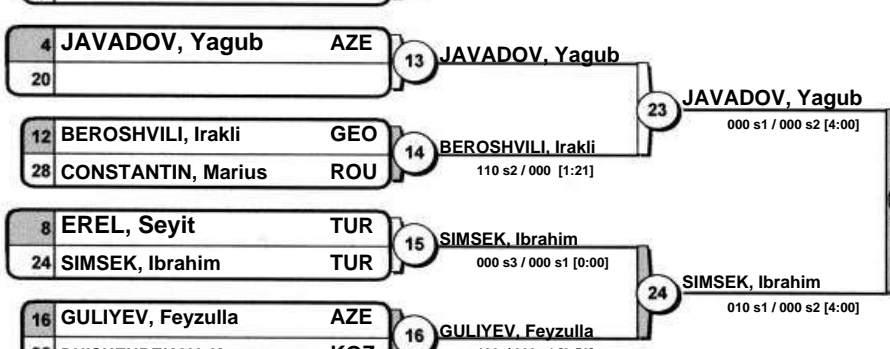 4 JAVADOV, Yagub AZE
20
13 JAVADOV, Yagub
12 BEROSHVILI, Irakli GEO
28 CONSTANTIN, Marius ROU
14 BEROSHVILI, Irakli
110 s2 / 000 [1:21]
23 JAVADOV, Yagub
000 s1 / 000 s2 [4:00]
8 EREL, Seyit TUR
24 SIMSEK, Ibrahim TUR
15 SIMSEK, Ibrahim
000 s3 / 000 s1 [0:00]
16 GULIYEV, Feyzulla AZE
16 GULIYEV, Feyzulla
24 SIMSEK, Ibrahim
010 s1 / 000 s2 [4:00]